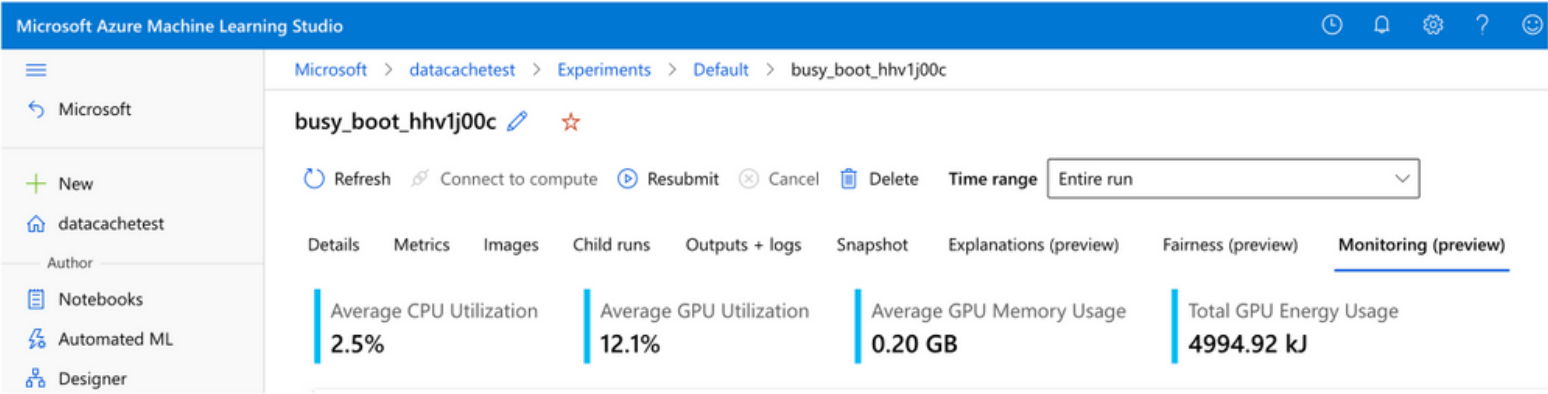 Microsoft Azure Machine Learning Studio
Microsoft > datacachetest > Experiments > Default > busy_boot_hhv1j00c
Microsoft
busy_boot_hhv1j00c
Refresh Connect to compute Resubmit Cancel Delete Time range Entire run
New
datacachetest
Author
Notebooks
Automated ML
Designer
Details Metrics Images Child runs Outputs + logs Snapshot Explanations (preview) Fairness (preview) Monitoring (preview)
Average CPU Utilization
2.5%
Average GPU Utilization
12.1%
Average GPU Memory Usage
0.20 GB
Total GPU Energy Usage
4994.92 kJ